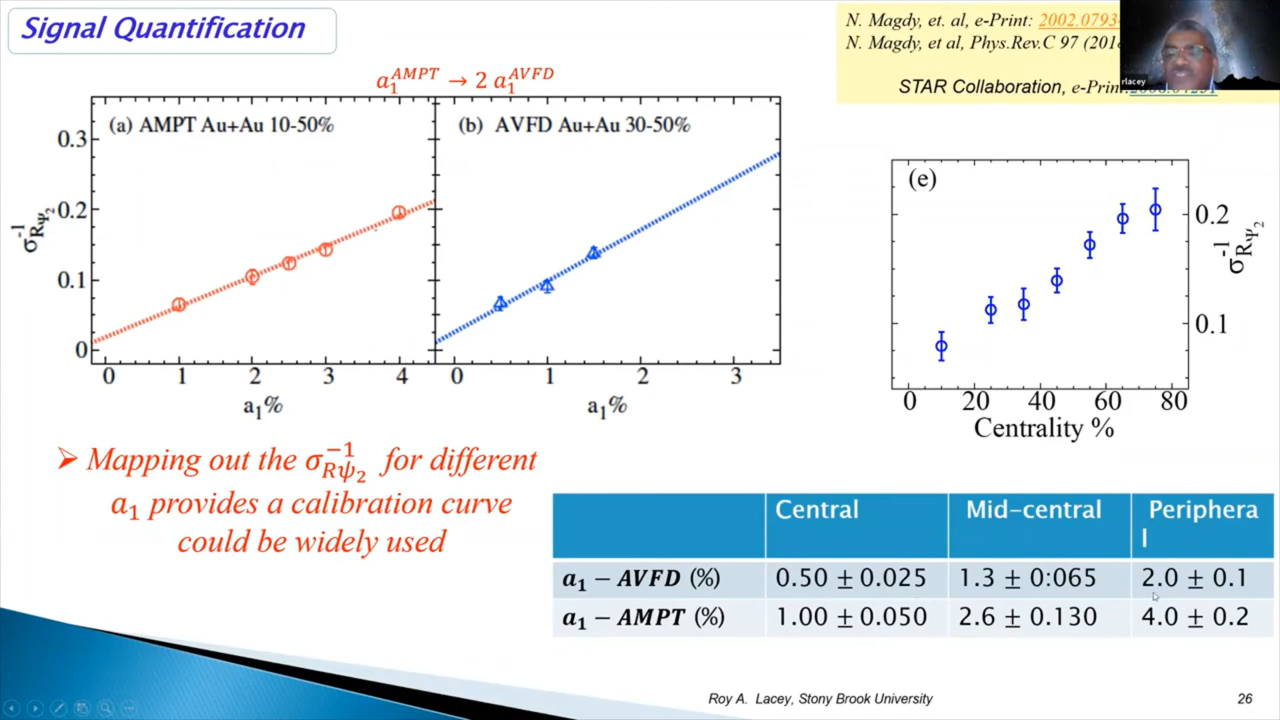 Signal Quantification
N. Magdy, et. al, e-Print: 2002.0793
N. Magdy, et al, Phys.Rev.C 97 (201
STAR Collaboration, e-Print:
rlacey
a₁^AMPT → 2 a₁^AVFD
(a) AMPT Au+Au 10-50%
(b) AVFD Au+Au 30-50%
σ⁻¹_RΨ₂
0.3
0.2
0.1
0
0 1 2 3 4
0 1 3
a₁%
a₁%
(e)
0.2
0.1
σ⁻¹_RΨ₂
0 20 40 60 80
Centrality %
➢ Mapping out the σ⁻¹_Rψ₂ for different
a₁ provides a calibration curve
could be widely used
Central Mid-central Periphera
l
a₁ − AVFD (%) 0.50 ± 0.025 1.3 ± 0:065 2.0 ± 0.1
a₁ − AMPT (%) 1.00 ± 0.050 2.6 ± 0.130 4.0 ± 0.2
Roy A. Lacey, Stony Brook University
26